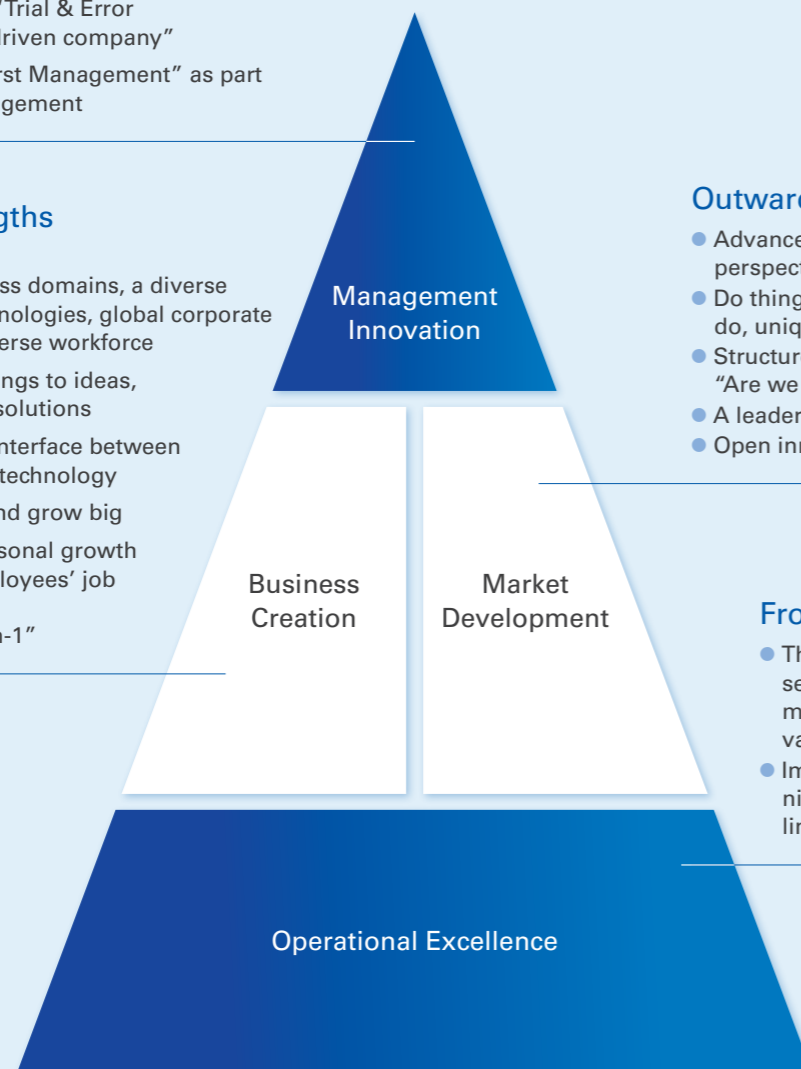 "Trial & Error
driven company"
rst Management" as part
gement
gths
ss domains, a diverse
nologies, global corporate
erse workforce
ngs to ideas,
solutions
nterface between
technology
nd grow big
sonal growth
loyees' job
-1"
Management
Innovation
Business
Creation
Market
Development
Operational Excellence
Outward
Advance
perspect
Do thing
do, uniq
Structure
"Are we
A leader
Open inn
Fro
Th
se
m
va
Im
ni
lin